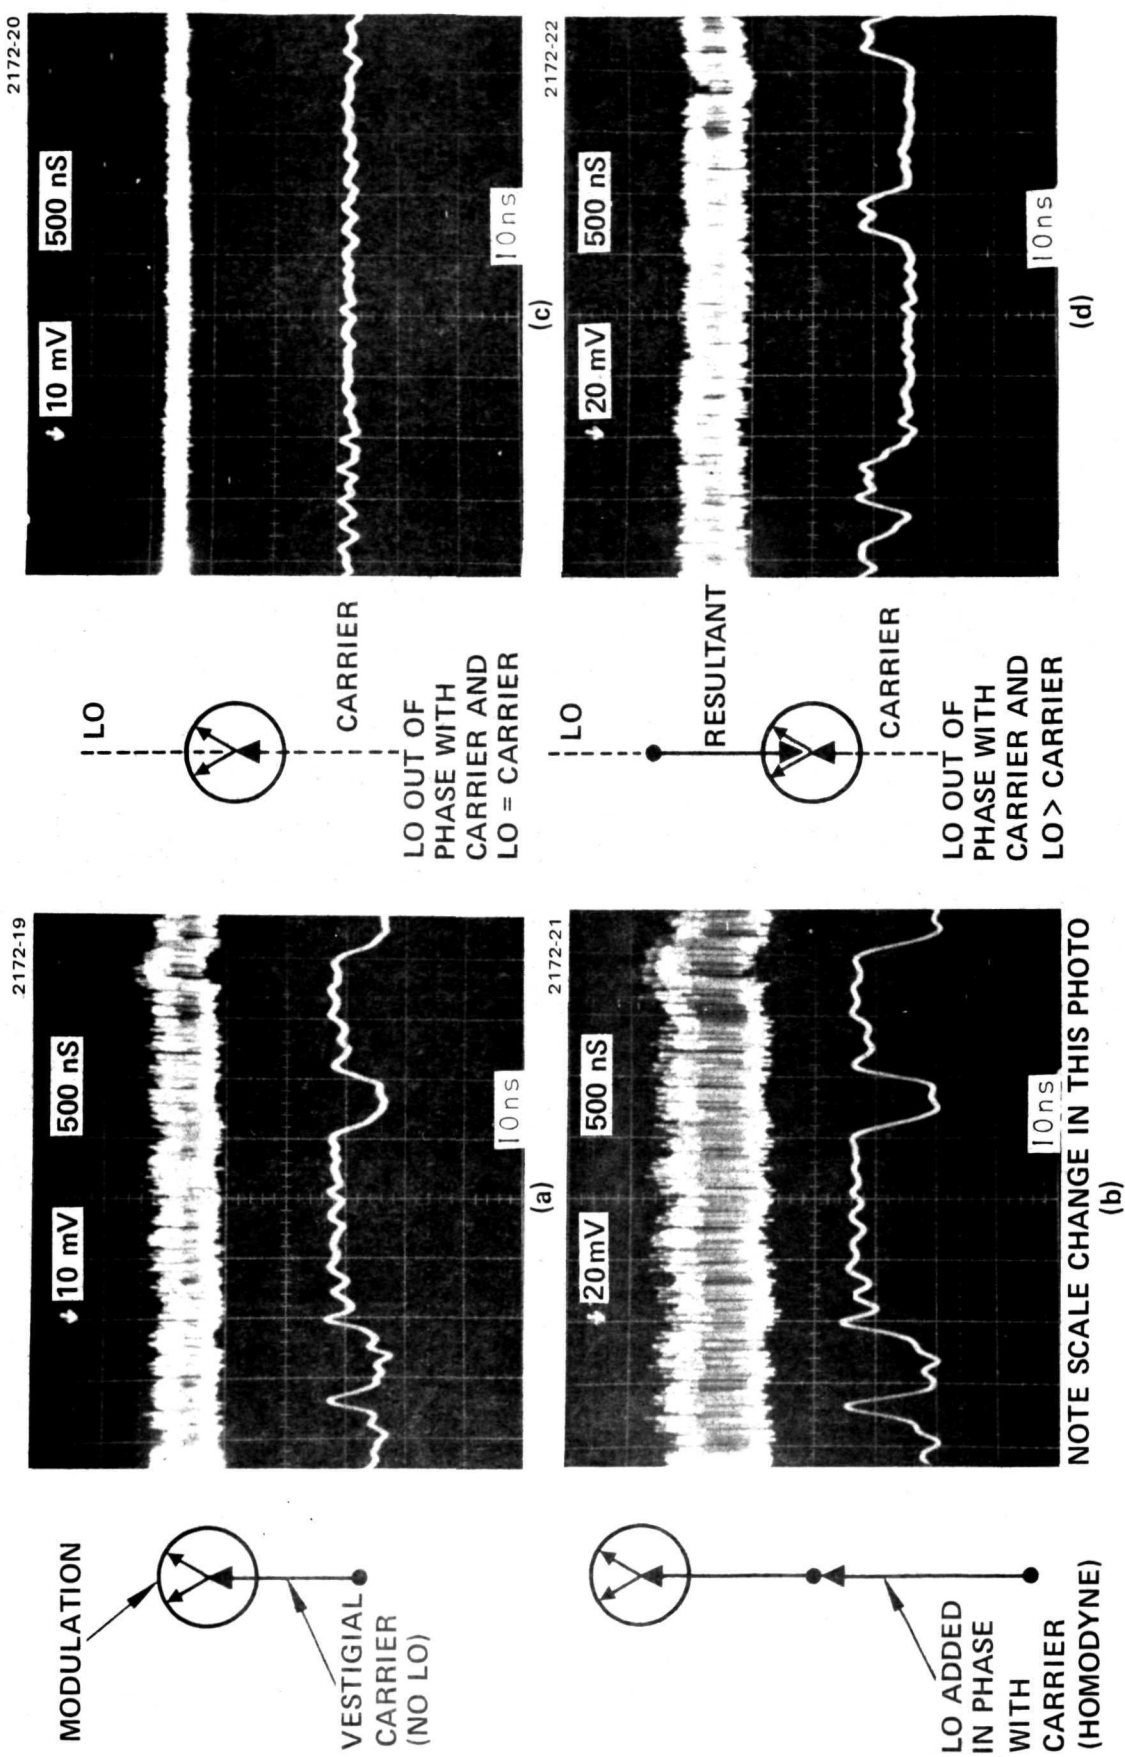 MODULATION
VESTIGIAL
CARRIER
(NO LO)
2172-19
↓ 10 mV
500 nS
10ns
(a)
LO
CARRIER
LO OUT OF
PHASE WITH
CARRIER AND
LO = CARRIER
2172-20
↓ 10 mV
500 nS
10ns
(c)
LO ADDED
IN PHASE
WITH
CARRIER
(HOMODYNE)
2172-21
↓ 20mV
500 nS
10ns
NOTE SCALE CHANGE IN THIS PHOTO
(b)
LO
RESULTANT
CARRIER
LO OUT OF
PHASE WITH
CARRIER AND
LO > CARRIER
2172-22
↓ 20 mV
500 nS
10ns
(d)